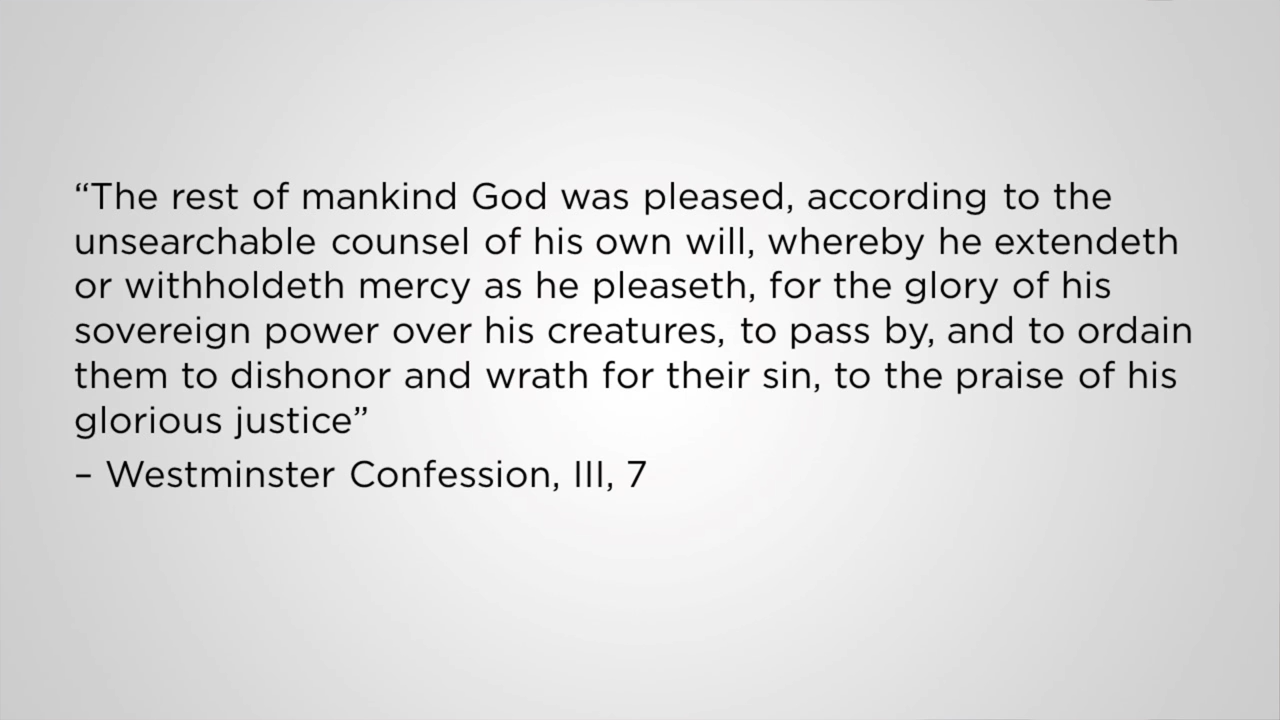 “The rest of mankind God was pleased, according to the
unsearchable counsel of his own will, whereby he extendeth
or withholdeth mercy as he pleaseth, for the glory of his
sovereign power over his creatures, to pass by, and to ordain
them to dishonor and wrath for their sin, to the praise of his
glorious justice”
– Westminster Confession, III, 7